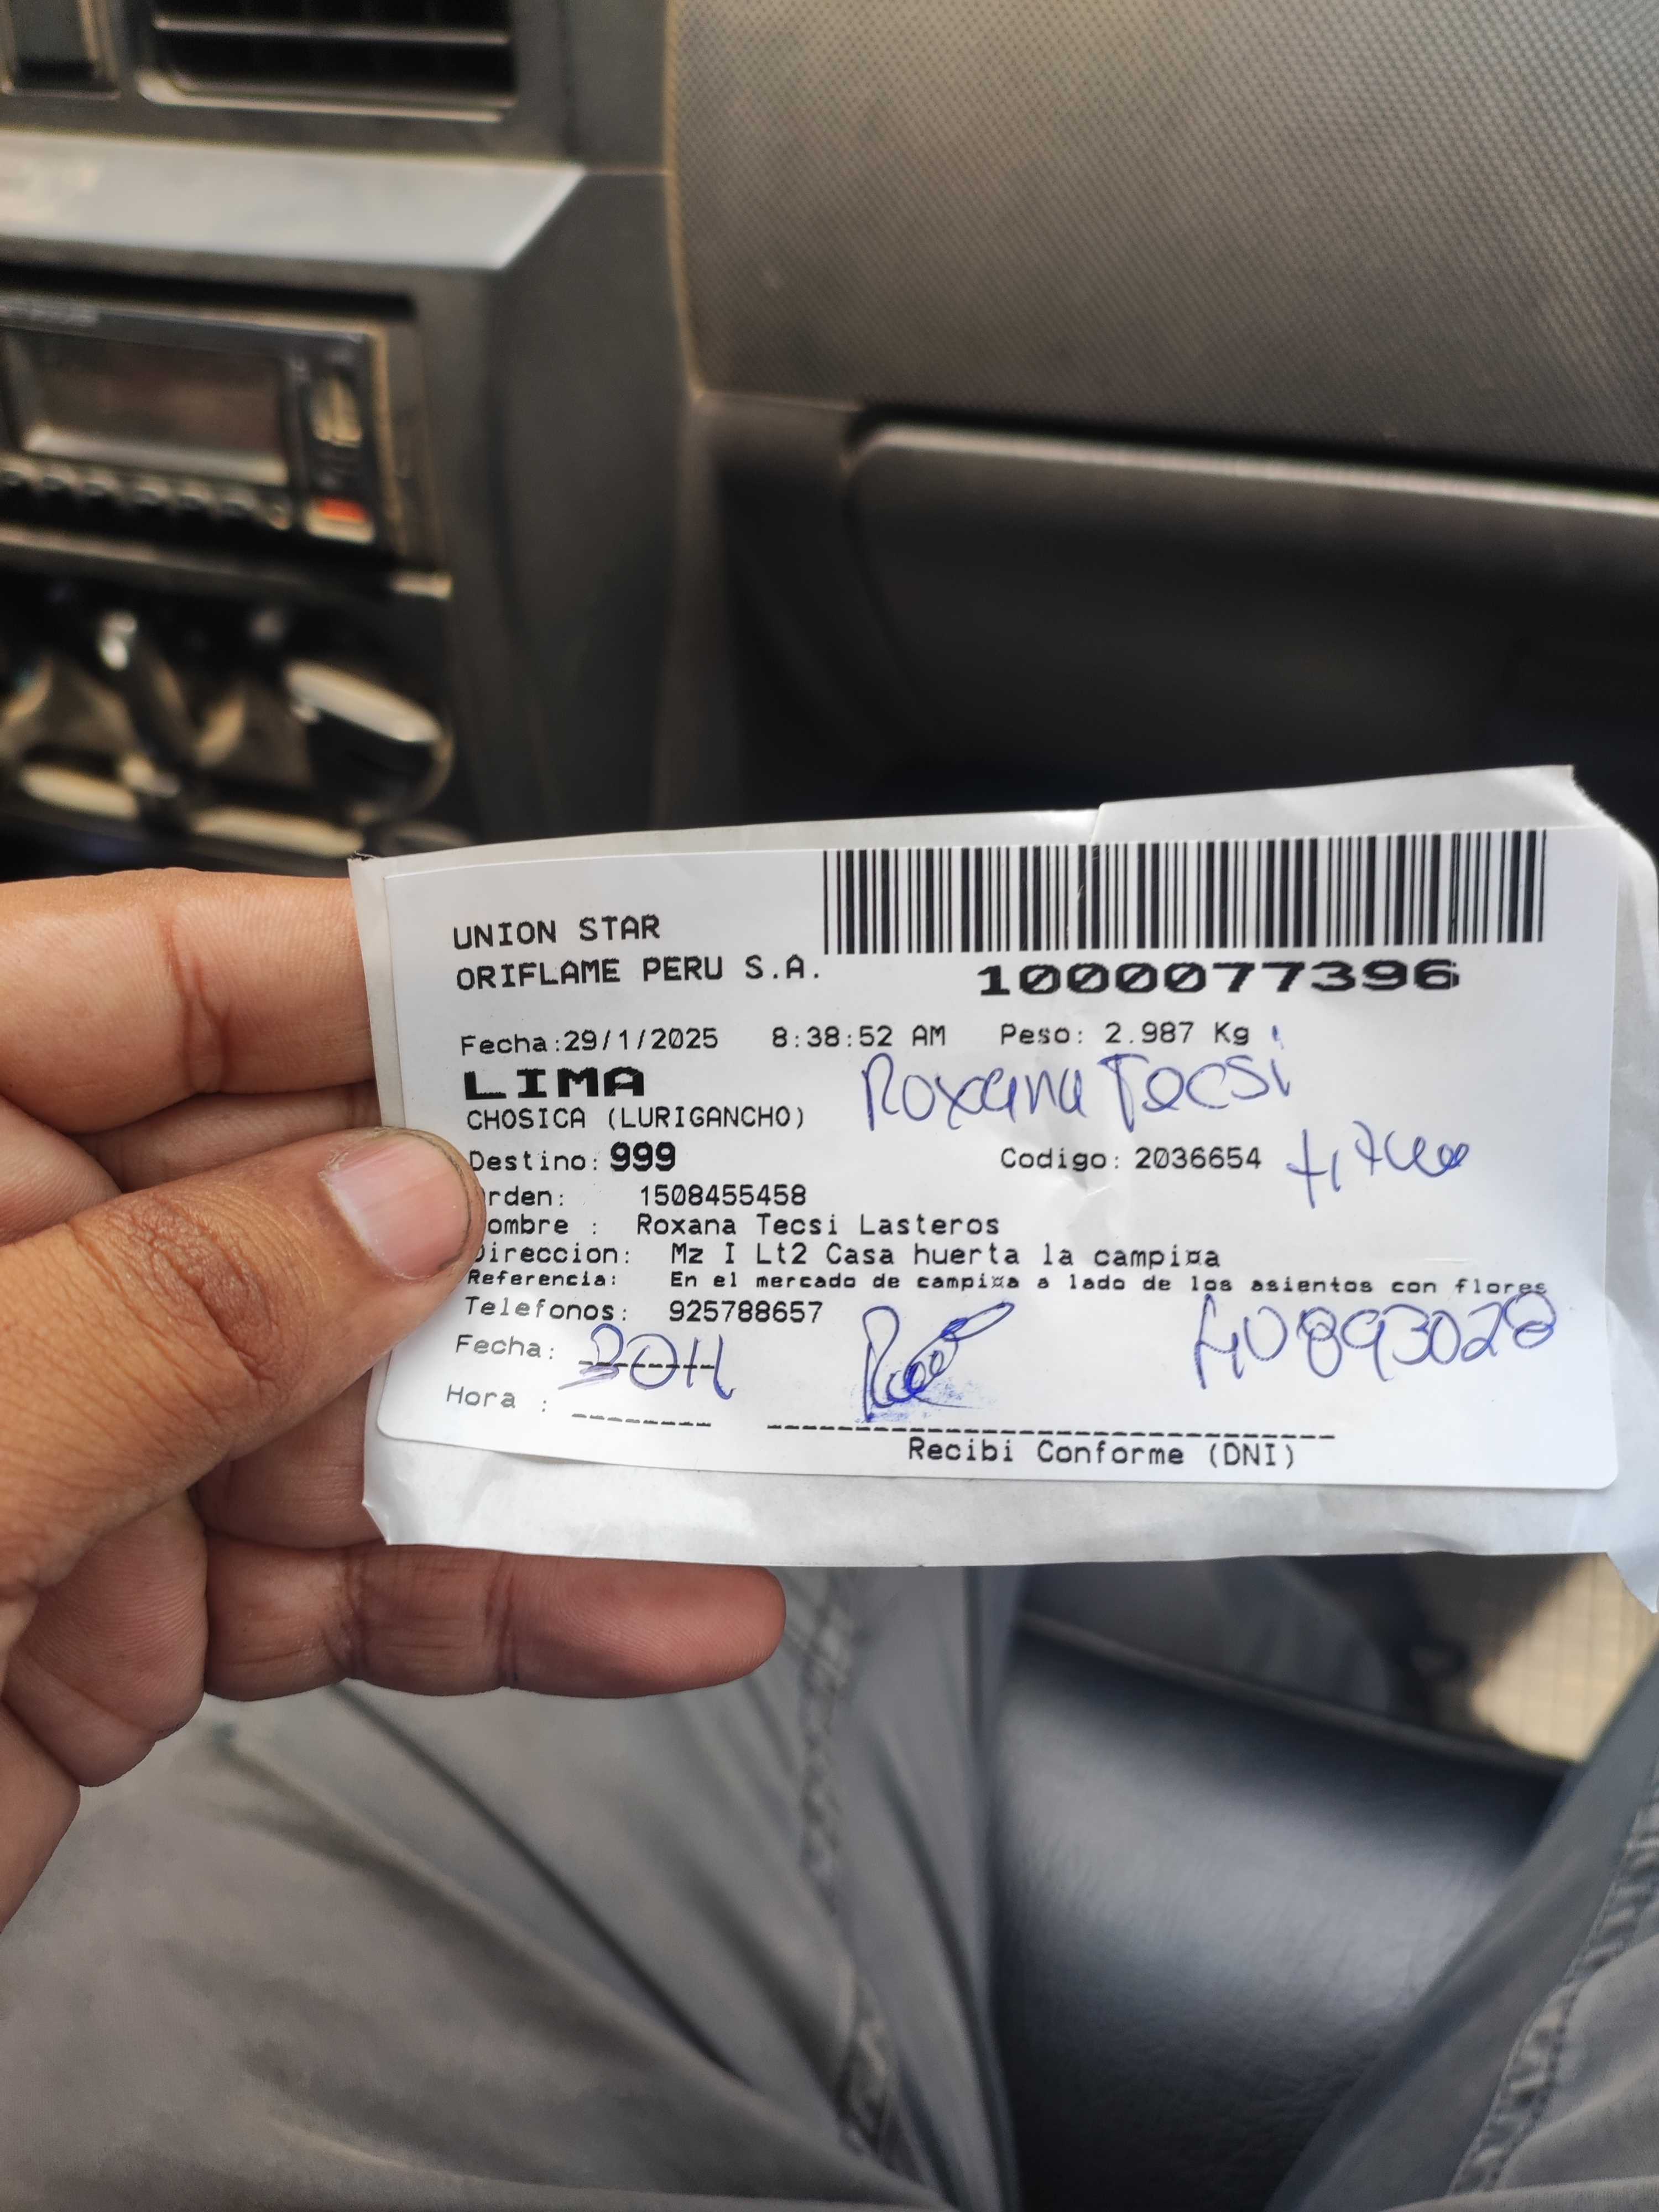 UNION STAR
ORIFLAME PERU S.A.
1000077396
Fecha:29/1/2025 8:38:52 AM Peso: 2.987 Kg
LIMA
Roxana Tecsi
CHOSICA (LURIGANCHO)
Destino: 999 Codigo: 2036654 titular
rden: 1508455458
ombre : Roxana Tecsi Lasteros
Direccion: Mz I Lt2 Casa huerta la campi¤a
Referencia: En el mercado de campi¤a a lado de los asientos con flores
Telefonos: 925788657
Fecha:
40893028
Hora :
Recibi Conforme (DNI)